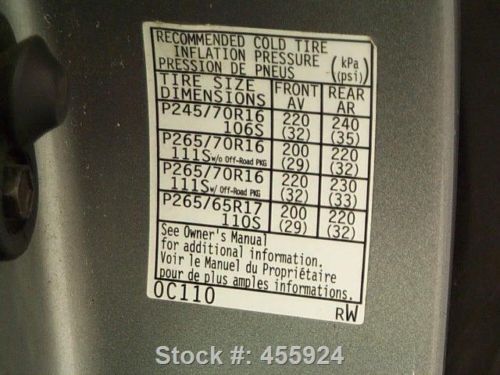 RECOMMENDED COLD TIRE
INFLATION PRESSURE
PRESSION DE PNEUS (kPa (psi))
TIRE SIZE DIMENSIONS FRONT AV REAR AR
P245/70R16 106S 220 (32) 240 (35)
P265/70R16 111S w/o Off-Road PKG 200 (29) 220 (32)
P265/70R16 111S w/ Off-Road PKG 220 (32) 230 (33)
P265/65R17 110S 200 (29) 220 (32)
See Owner's Manual
for additional information.
Voir le Manuel du Propriétaire
pour de plus amples informations.
0C110 RW
Stock #: 455924